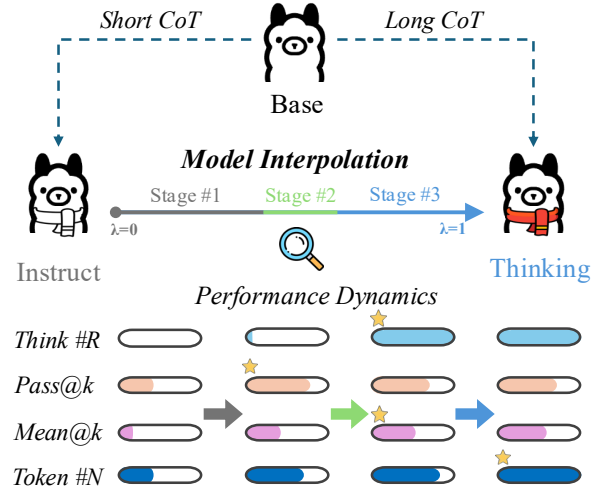 Short CoT
Long CoT
Base
Model Interpolation
Stage #1
Stage #2
Stage #3
λ=0
λ=1
Instruct
Thinking
Performance Dynamics
Think #R
Pass@k
Mean@k
Token #N